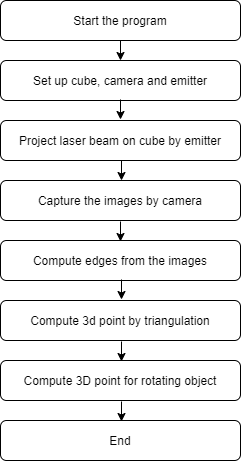 Start the program
Set up cube, camera and emitter
Project laser beam on cube by emitter
Capture the images by camera
Compute edges from the images
Compute 3d point by triangulation
Compute 3D point for rotating object
End